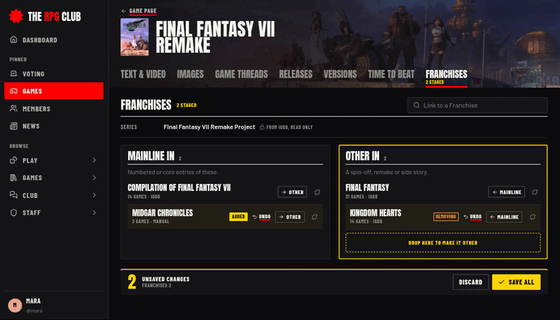 THE RPG CLUB
DASHBOARD
PINNED
VOTING
GAMES
MEMBERS
NEWS
BROWSE
PLAY
GAMES
CLUB
STAFF
M
MARA
@mara
← GAME PAGE
FINAL FANTASY VII
REMAKE
TEXT & VIDEO IMAGES GAME THREADS RELEASES VERSIONS TIME TO BEAT FRANCHISES
2 STAGED
FRANCHISES 2 STAGED
Link to a Franchise
SERIES Final Fantasy VII Remake Project FROM IGDB, READ ONLY
MAINLINE IN 2
Numbered or core entries of these.
COMPILATION OF FINAL FANTASY VII
14 GAMES · IGDB
→ OTHER
MIDGAR CHRONICLES
3 GAMES · MANUAL
ADDED UNDO → OTHER
OTHER IN 2
A spin-off, remake or side story.
FINAL FANTASY
IGDB
← MAINLINE
KINGDOM HEARTS
14 GAMES · IGDB
REMOVING UNDO ← MAINLINE
DROP HERE TO MAKE IT OTHER
2 UNSAVED CHANGES
FRANCHISES 2
DISCARD
SAVE ALL